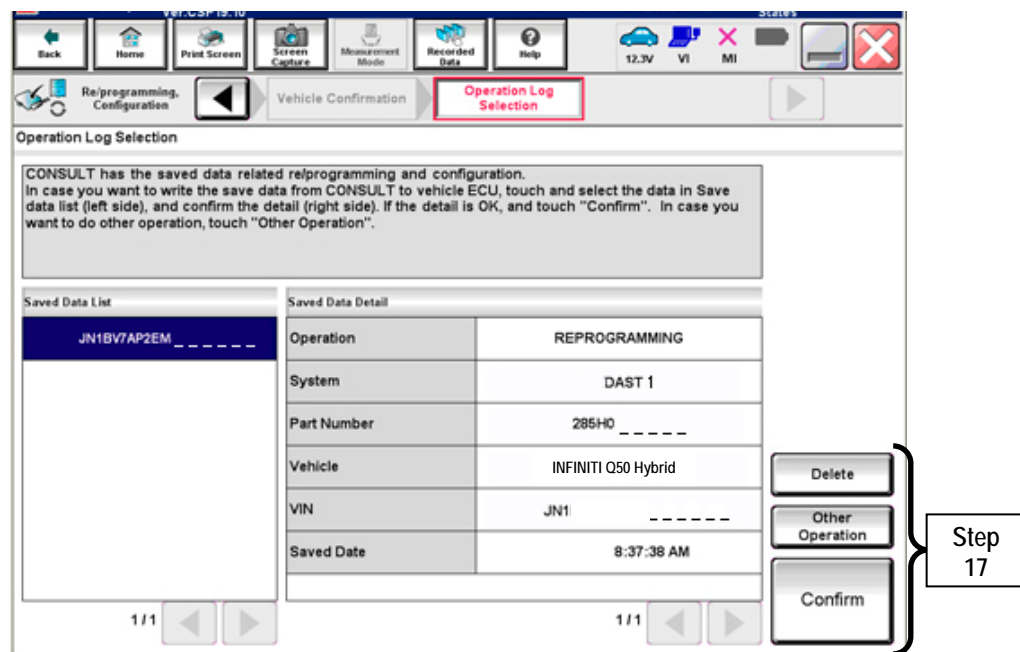 Back
Home
Print Screen
Screen Capture
Measurement Mode
Recorded Data
Help
12.3V
VI
MI
Re/programming, Configuration
Vehicle Confirmation
Operation Log Selection
Operation Log Selection
CONSULT has the saved data related re/programming and configuration.
In case you want to write the save data from CONSULT to vehicle ECU, touch and select the data in Save
data list (left side), and confirm the detail (right side). If the detail is OK, and touch "Confirm".  In case you
want to do other operation, touch "Other Operation".
Saved Data List
JN1BV7AP2EM _ _ _ _ _ _
1/1
Saved Data Detail
Operation REPROGRAMMING
System DAST 1
Part Number 285H0 _ _ _ _ _
Vehicle INFINITI Q50 Hybrid
VIN JN1 _ _ _ _ _ _
Saved Date 8:37:38 AM
1/1
Delete
Other
Operation
Confirm
Step
17